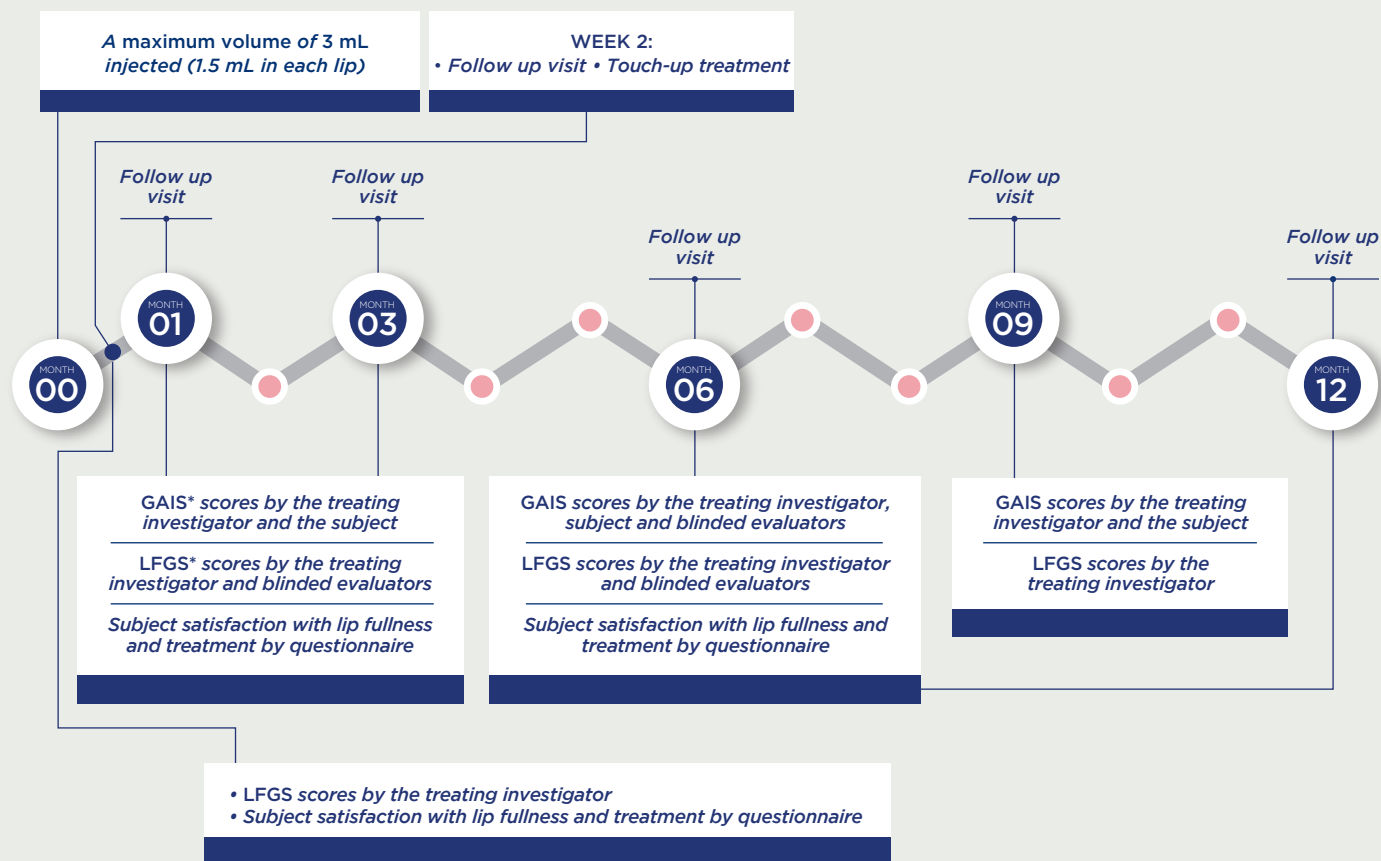 A maximum volume of 3 mL
injected (1.5 mL in each lip)
WEEK 2:
• Follow up visit • Touch-up treatment
Follow up
visit
Follow up
visit
Follow up
visit
Follow up
visit
Follow up
visit
MONTH
00
MONTH
01
MONTH
03
MONTH
06
MONTH
09
MONTH
12
GAIS* scores by the treating
investigator and the subject
LFGS* scores by the treating
investigator and blinded evaluators
Subject satisfaction with lip fullness
and treatment by questionnaire
GAIS scores by the treating investigator,
subject and blinded evaluators
LFGS scores by the treating investigator
and blinded evaluators
Subject satisfaction with lip fullness and
treatment by questionnaire
GAIS scores by the treating
investigator and the subject
LFGS scores by the
treating investigator
• LFGS scores by the treating investigator
• Subject satisfaction with lip fullness and treatment by questionnaire